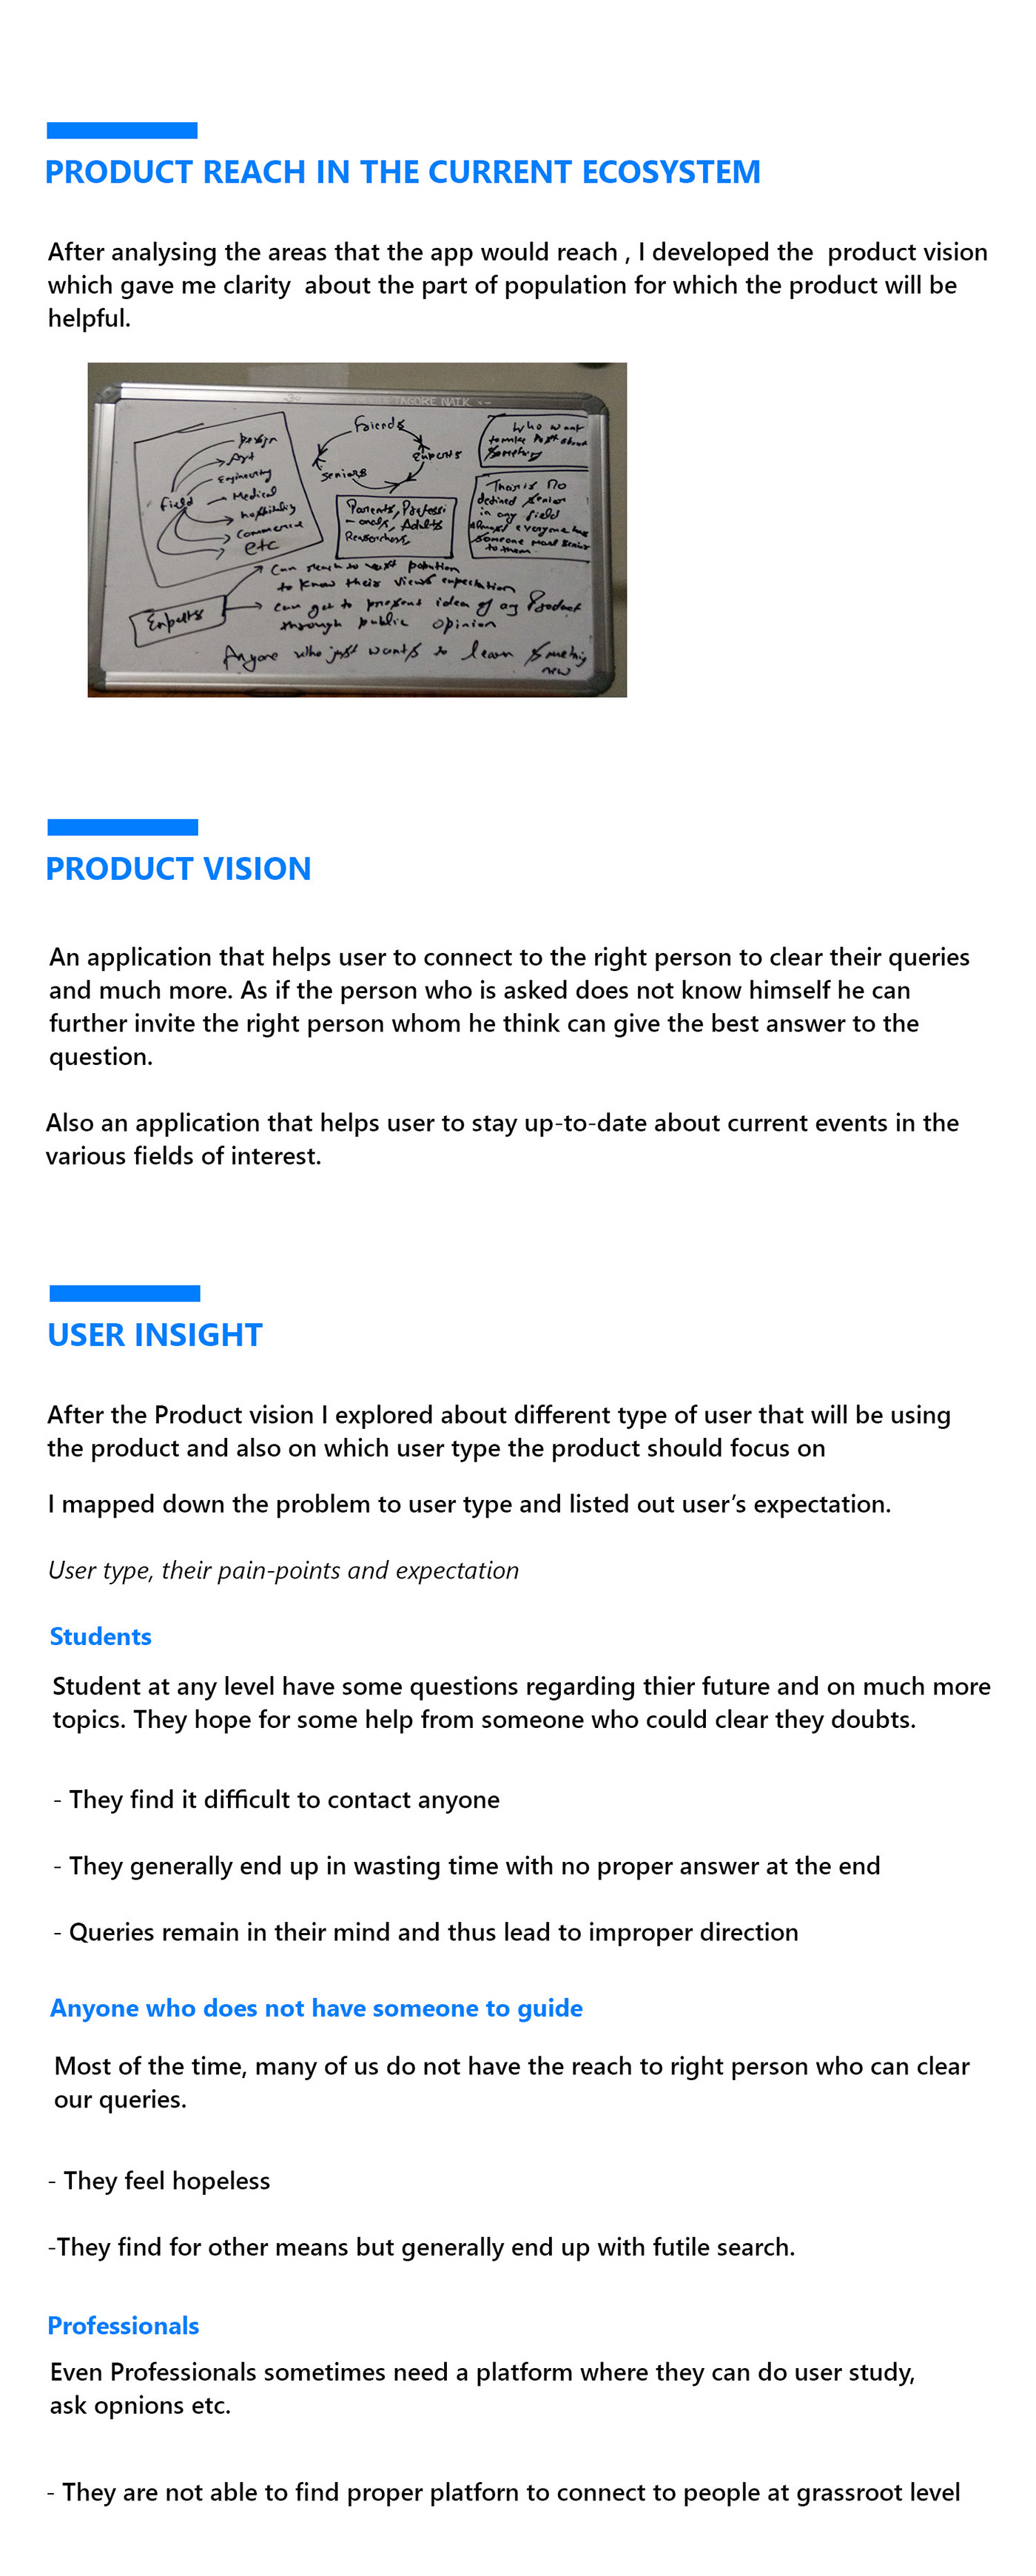 PRODUCT REACH IN THE CURRENT ECOSYSTEM
After analysing the areas that the app would reach , I developed the  product vision
which gave me clarity  about the part of population for which the product will be
helpful.
TAGORE NAIK
Field
Design
Art
Engineering
Medical
hospitality
Commerce
etc
Friends
Experts
Seniors
Parents, Professi
-onals, Adults
Researchers
Who want
to make Post about
Something
There is No
defined Senior
in any field
Almost everyone has
Someone most Senior
to them
Experts
Can reach to vast
to know their views expectation
can get to present idea of any Product
through public opinion
Anyone who just wants to learn Something
new
PRODUCT VISION
An application that helps user to connect to the right person to clear their queries
and much more. As if the person who is asked does not know himself he can
further invite the right person whom he think can give the best answer to the
question.
Also an application that helps user to stay up-to-date about current events in the
various fields of interest.
USER INSIGHT
After the Product vision I explored about different type of user that will be using
the product and also on which user type the product should focus on
I mapped down the problem to user type and listed out user’s expectation.
User type, their pain-points and expectation
Students
Student at any level have some questions regarding thier future and on much more
topics. They hope for some help from someone who could clear they doubts.
- They find it difficult to contact anyone
- They generally end up in wasting time with no proper answer at the end
- Queries remain in their mind and thus lead to improper direction
Anyone who does not have someone to guide
Most of the time, many of us do not have the reach to right person who can clear
our queries.
- They feel hopeless
-They find for other means but generally end up with futile search.
Professionals
Even Professionals sometimes need a platform where they can do user study,
ask opnions etc.
- They are not able to find proper platforn to connect to people at grassroot level